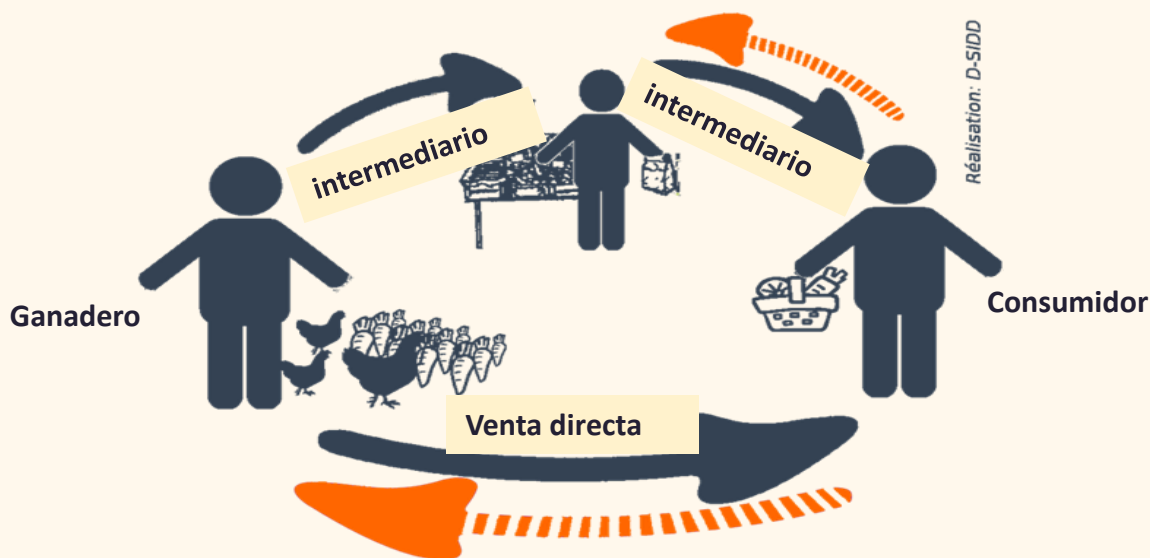 intermediario
intermediario
Réalisation: D-SIDD
Ganadero
Consumidor
Venta directa